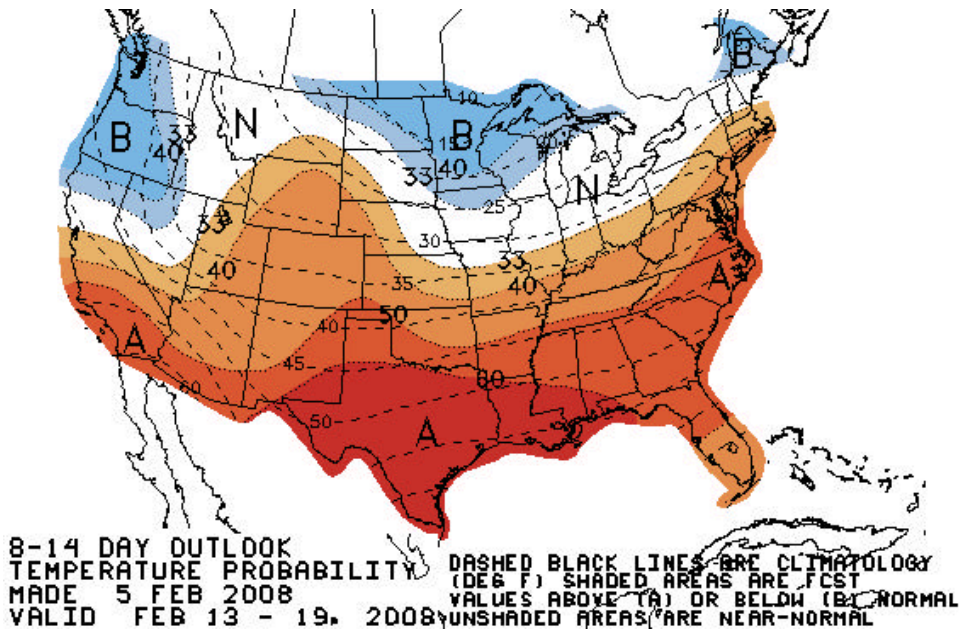 B
B
N
10
B
33
40
15
20
40
33
N
25
33
30
33
40
35
40
A
50
40
A
45
60
60
50
A
8-14 DAY OUTLOOK
TEMPERATURE PROBABILITY
MADE 5 FEB 2008
VALID FEB 13 - 19, 2008
DASHED BLACK LINES ARE CLIMATOLOGY
(DEG F) SHADED AREAS ARE FCST
VALUES ABOVE (A) OR BELOW (B) NORMAL
UNSHADED AREAS ARE NEAR-NORMAL